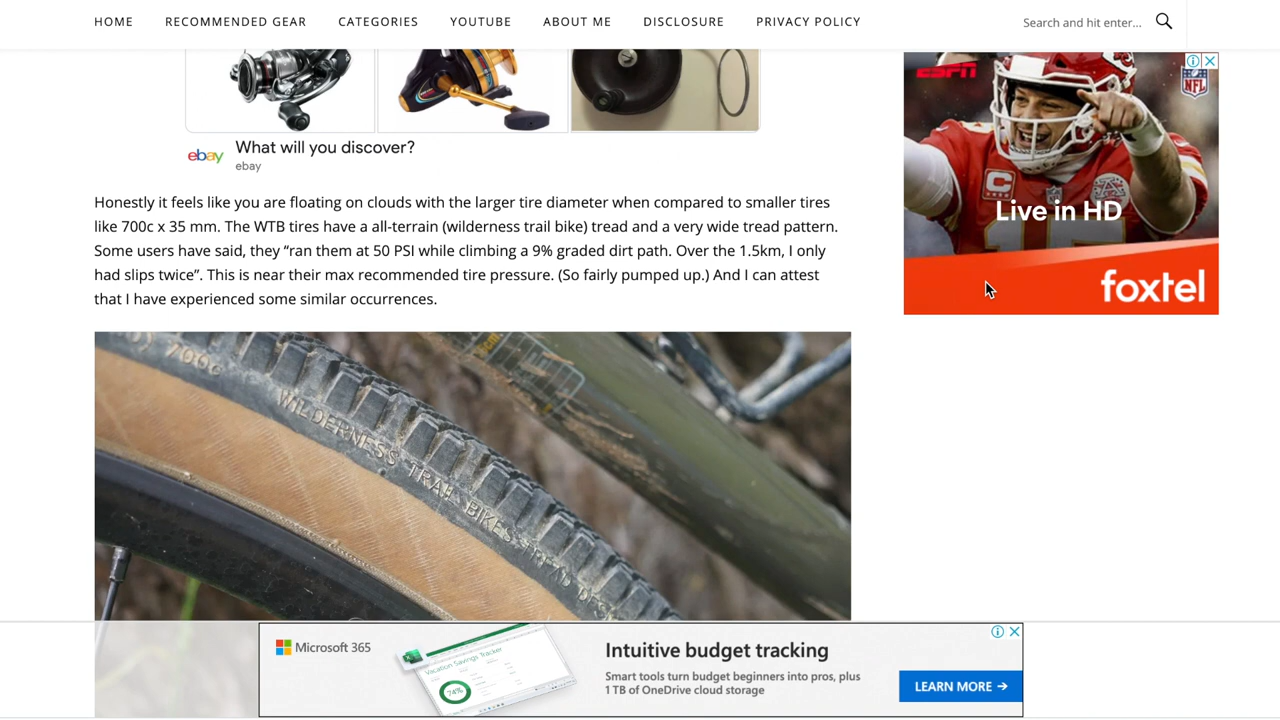 HOME RECOMMENDED GEAR CATEGORIES YOUTUBE ABOUT ME DISCLOSURE PRIVACY POLICY Search and hit enter...
ebay What will you discover?
ebay
Honestly it feels like you are floating on clouds with the larger tire diameter when compared to smaller tires
like 700c x 35 mm. The WTB tires have a all-terrain (wilderness trail bike) tread and a very wide tread pattern.
Some users have said, they “ran them at 50 PSI while climbing a 9% graded dirt path. Over the 1.5km, I only
had slips twice”. This is near their max recommended tire pressure. (So fairly pumped up.) And I can attest
that I have experienced some similar occurrences.
ESPN
NFL
C
Live in HD
foxtel
700c
WILDERNESS TRAIL BIKES TREAD
Microsoft 365
Vacation Savings Tracker
74%
Intuitive budget tracking
Smart tools turn budget beginners into pros, plus
1 TB of OneDrive cloud storage
LEARN MORE →